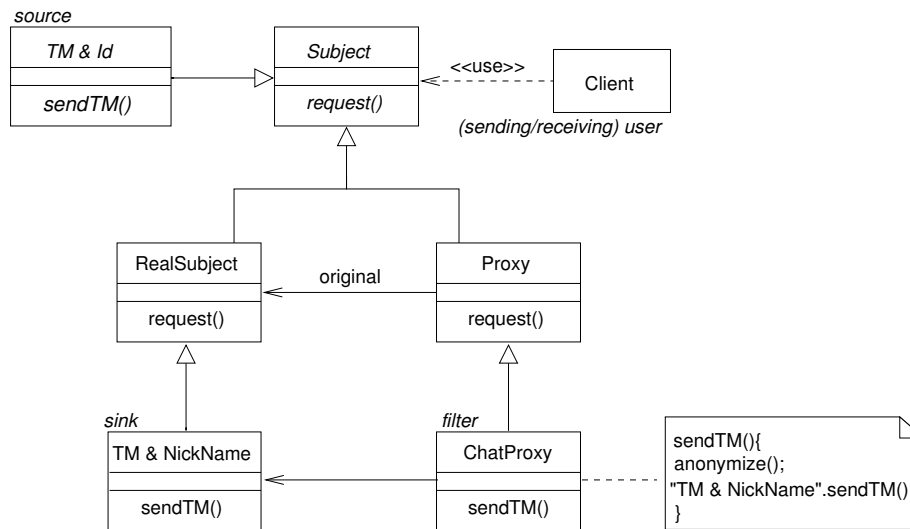 source
TM & Id
sendTM()
Subject
request()
<<use>>
Client
(sending/receiving) user
RealSubject
request()
original
Proxy
request()
sink
TM & NickName
sendTM()
filter
ChatProxy
sendTM()
sendTM(){
anonymize();
"TM & NickName".sendTM()
}